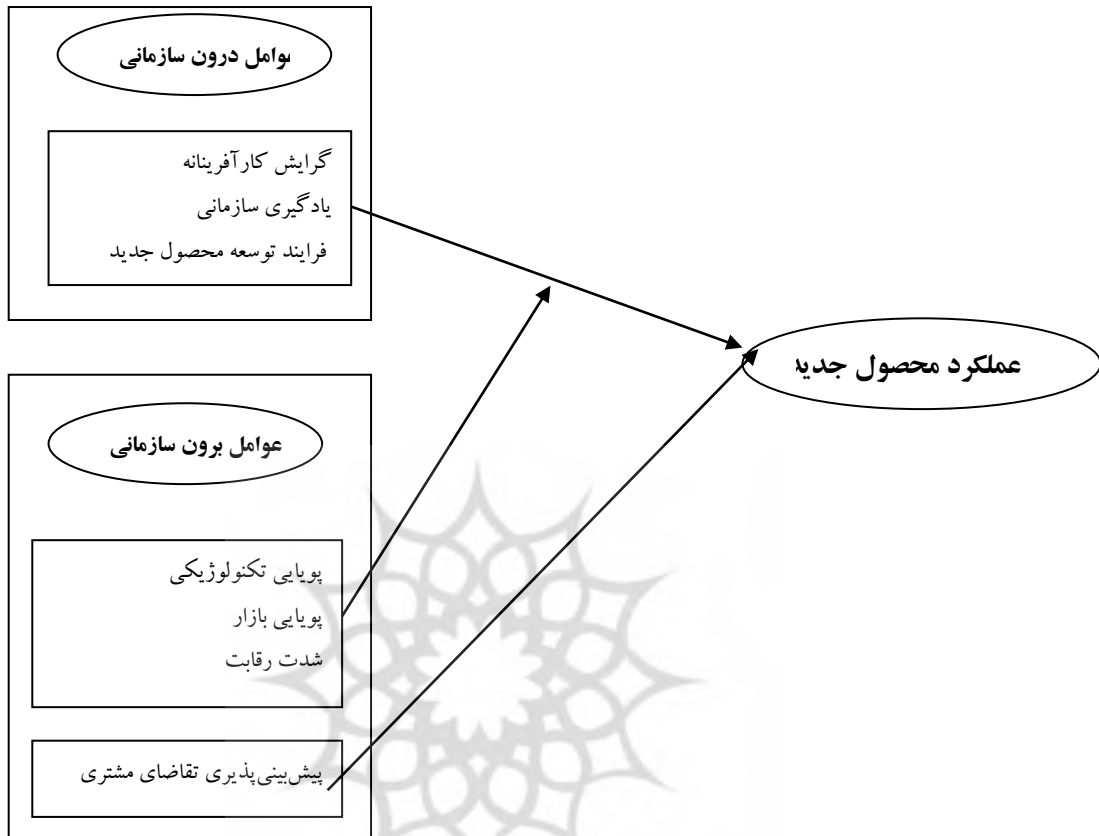 عوامل درون سازمانی
گرایش کارآفرینانه
یادگیری سازمانی
فرایند توسعه محصول جدید
عملکرد محصول جدید
عوامل برون سازمانی
پویایی تکنولوژیکی
پویایی بازار
شدت رقابت
پیش‌بینی‌پذیری تقاضای مشتری